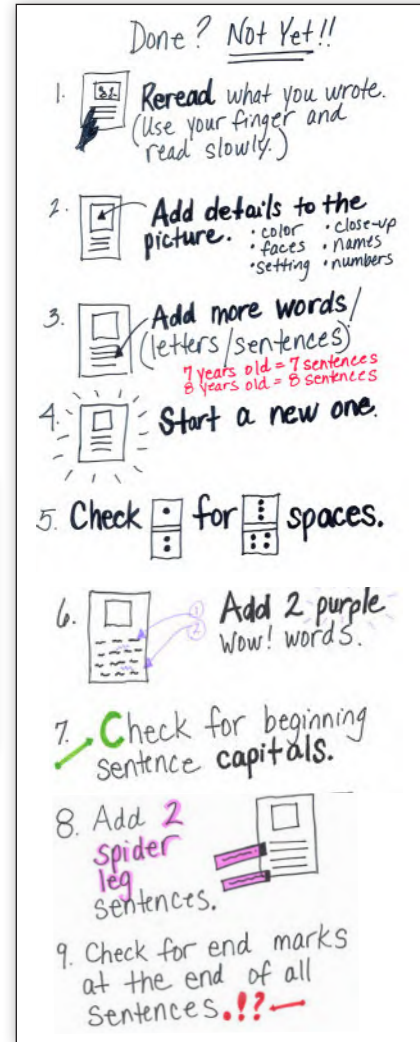 Done? Not Yet!!
1. Reread what you wrote.
(Use your finger and
read slowly.)
2. Add details to the
picture. • color • close-up
• faces • names
• setting • numbers
3. Add more words/
(letters/sentences)
7 years old = 7 sentences
8 years old = 8 sentences
4. Start a new one.
5. Check for spaces.
6. ① Add 2 purple
② Wow! words.
7. Check for beginning
sentence capitals.
8. Add 2
spider
leg
sentences.
9. Check for end marks
at the end of all
sentences. . ! ?